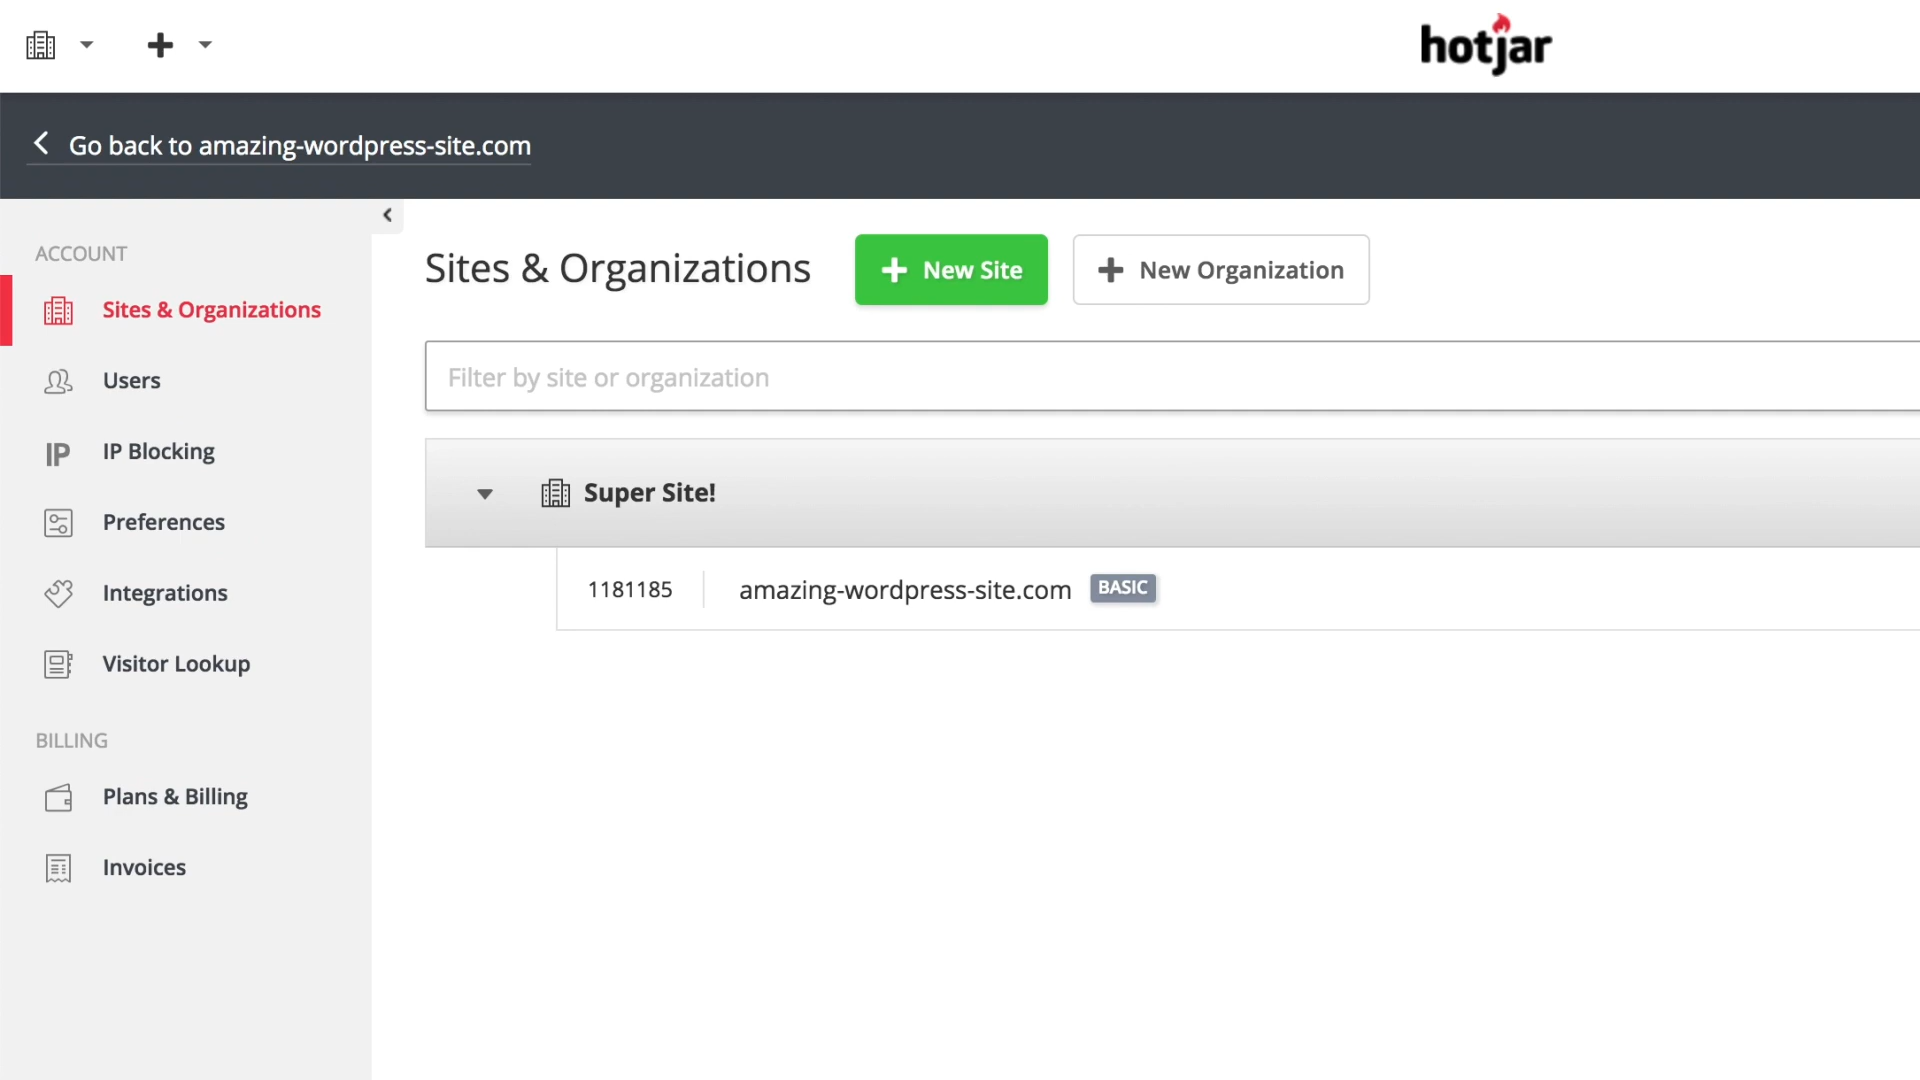 hotjar
Go back to amazing-wordpress-site.com
ACCOUNT
Sites & Organizations
Users
IP IP Blocking
Preferences
Integrations
Visitor Lookup
BILLING
Plans & Billing
Invoices
Sites & Organizations
New Site
New Organization
Filter by site or organization
Super Site!
1181185 amazing-wordpress-site.com BASIC